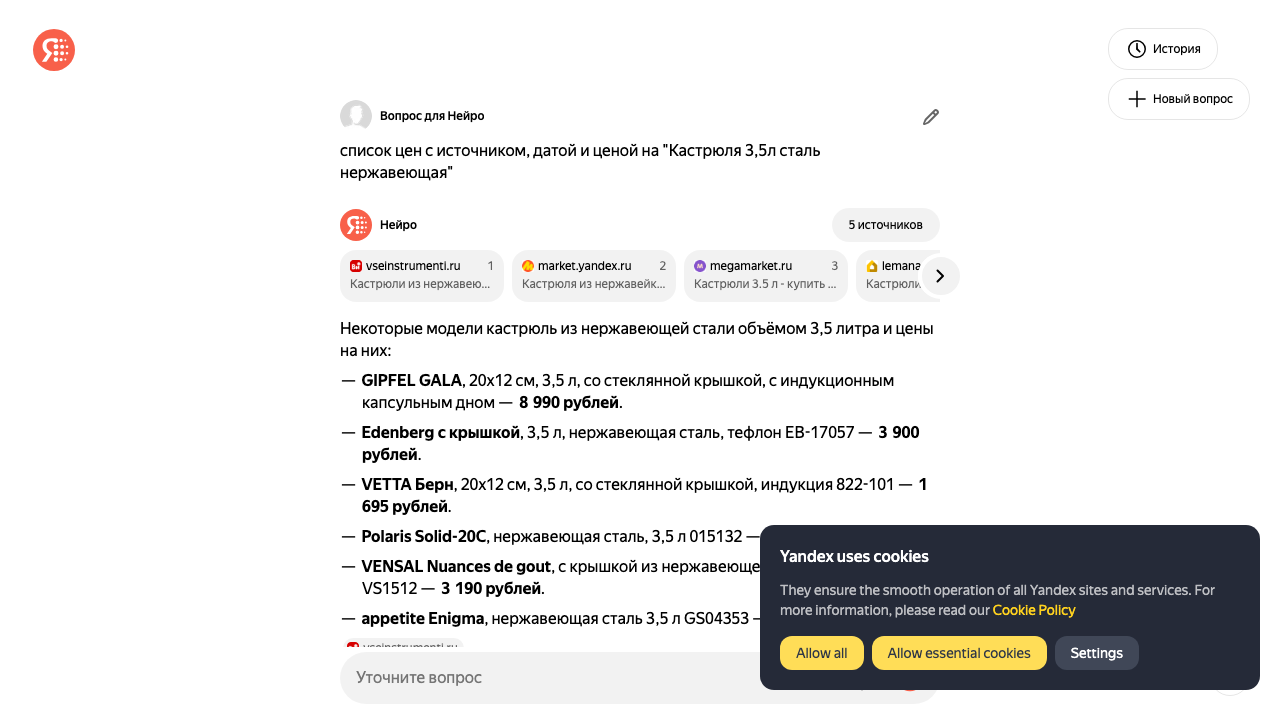 История
Новый вопрос
Вопрос для Нейро
список цен с источником, датой и ценой на "Кастрюля 3,5л сталь
нержавеющая"
Нейро
5 источников
vseinstrumenti.ru 1
Кастрюли из нержавею...
market.yandex.ru 2
Кастрюля из нержавейк...
megamarket.ru 3
Кастрюли 3.5 л - купить ...
lemana
Кастрюли
Некоторые модели кастрюль из нержавеющей стали объёмом 3,5 литра и цены
на них:
— GIPFEL GALA, 20х12 см, 3,5 л, со стеклянной крышкой, с индукционным
капсульным дном — 8 990 рублей.
— Edenberg с крышкой, 3,5 л, нержавеющая сталь, тефлон EB-17057 — 3 900
рублей.
— VETTA Берн, 20х12 см, 3,5 л, со стеклянной крышкой, индукция 822-101 — 1
695 рублей.
— Polaris Solid-20C, нержавеющая сталь, 3,5 л 015132 —
— VENSAL Nuances de gout, с крышкой из нержавеюще
VS1512 — 3 190 рублей.
— appetite Enigma, нержавеющая сталь 3,5 л GS04353 —
vseinstrumenti.ru
Уточните вопрос
Yandex uses cookies
They ensure the smooth operation of all Yandex sites and services. For
more information, please read our Cookie Policy
Allow all
Allow essential cookies
Settings